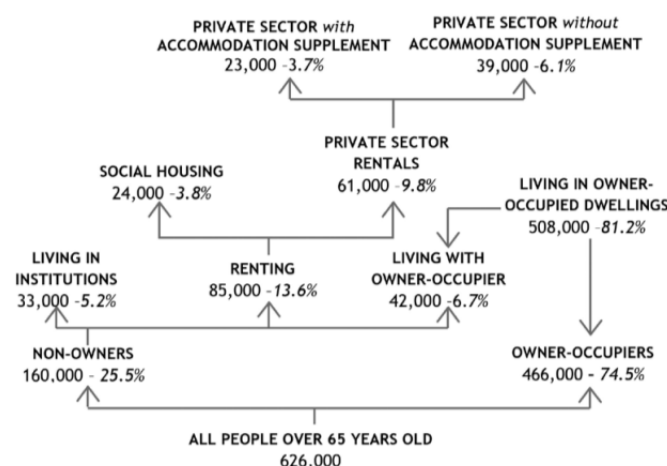 PRIVATE SECTOR with
ACCOMMODATION SUPPLEMENT
23,000 -3.7%
PRIVATE SECTOR without
ACCOMMODATION SUPPLEMENT
39,000 -6.1%
PRIVATE SECTOR
RENTALS
61,000 -9.8%
SOCIAL HOUSING
24,000 -3.8%
LIVING IN OWNER-
OCCUPIED DWELLINGS
508,000 -81.2%
LIVING IN
INSTITUTIONS
33,000 -5.2%
RENTING
85,000 -13.6%
LIVING WITH
OWNER-OCCUPIER
42,000 -6.7%
NON-OWNERS
160,000 - 25.5%
OWNER-OCCUPIERS
466,000 - 74.5%
ALL PEOPLE OVER 65 YEARS OLD
626,000